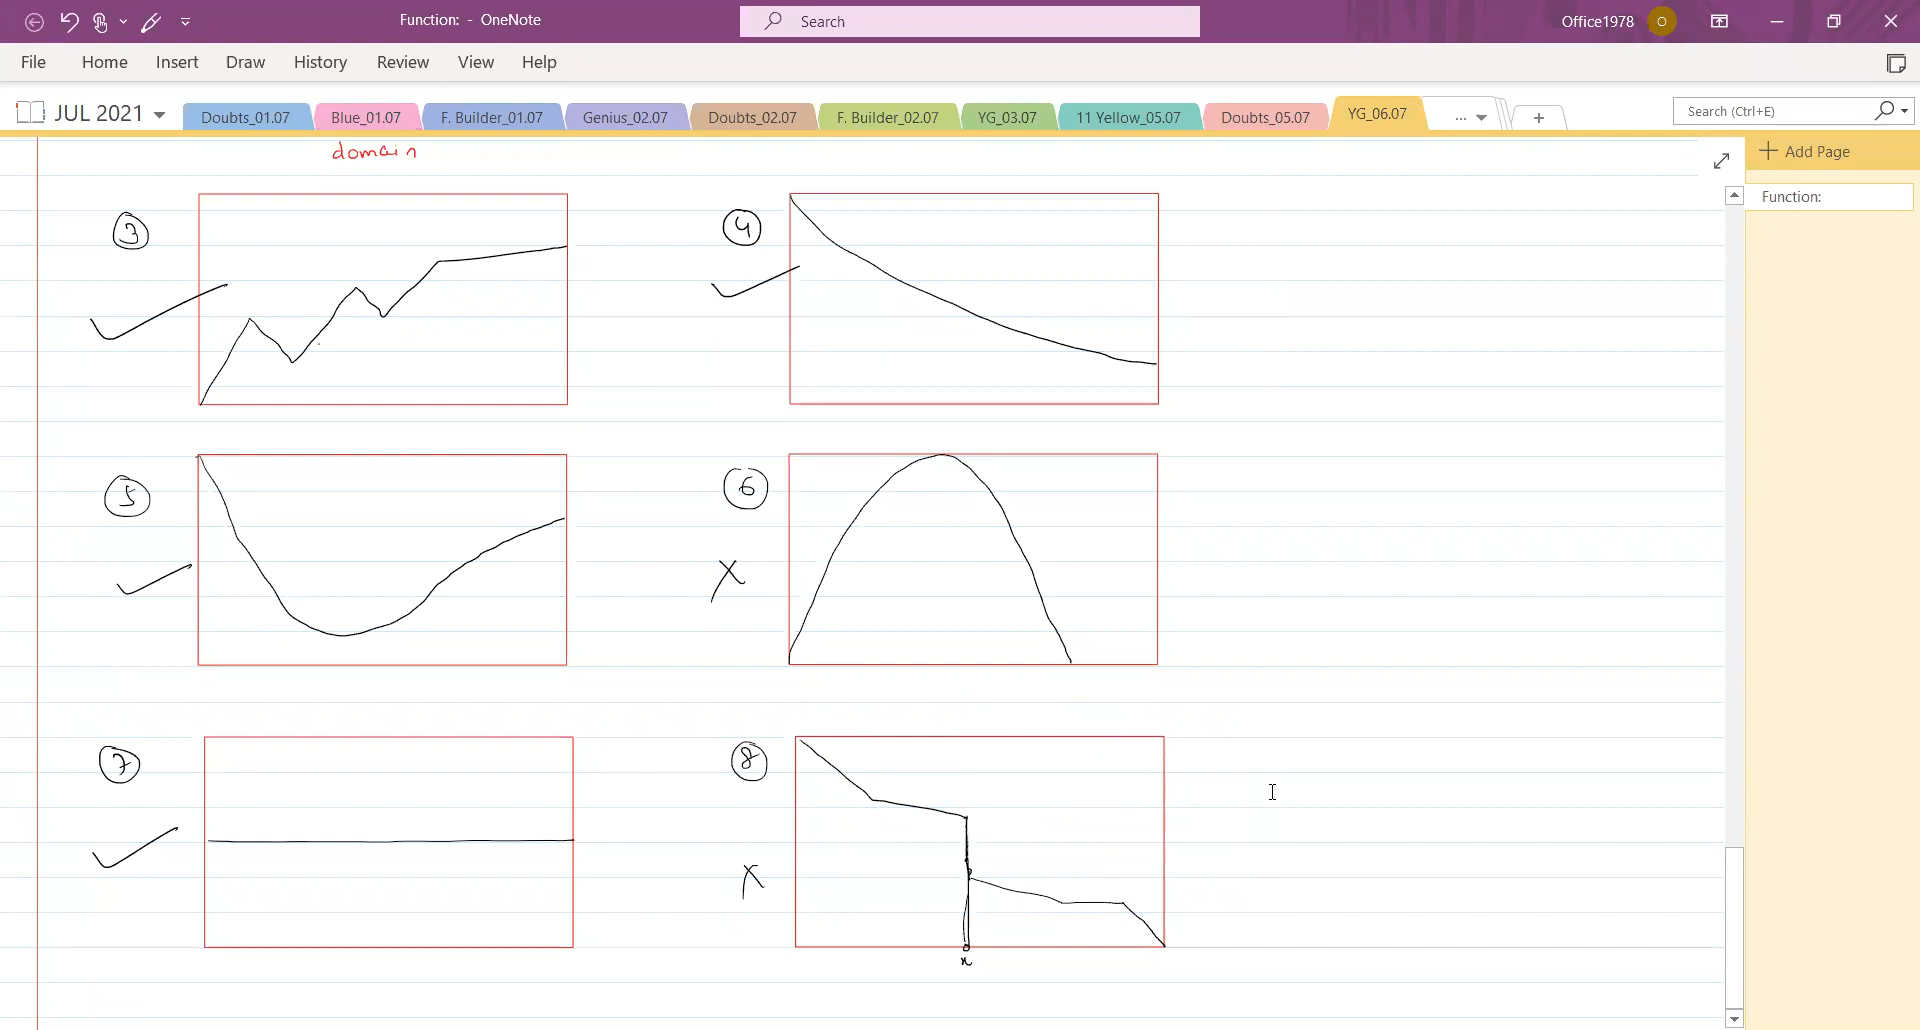 Function: - OneNote
Search
Office1978
O
File Home Insert Draw History Review View Help
JUL 2021
Doubts_01.07
Blue_01.07
F. Builder_01.07
Genius_02.07
Doubts_02.07
F. Builder_02.07
YG_03.07
11 Yellow_05.07
Doubts_05.07
YG_06.07
...
+
Search (Ctrl+E)
Add Page
Function:
domain
3
4
5
6
X
7
8
X
x